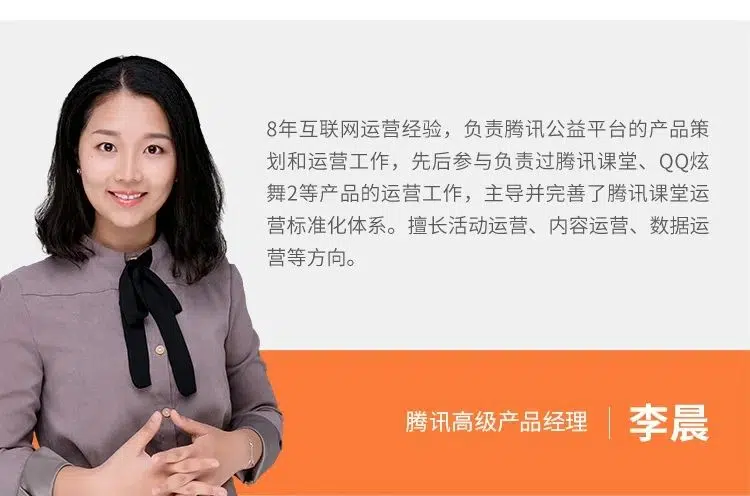 8年互联网运营经验，负责腾讯公益平台的产品策
划和运营工作，先后参与负责过腾讯课堂、QQ炫
舞2等产品的运营工作，主导并完善了腾讯课堂运
营标准化体系。擅长活动运营、内容运营、数据运
营等方向。
腾讯高级产品经理 | 李晨